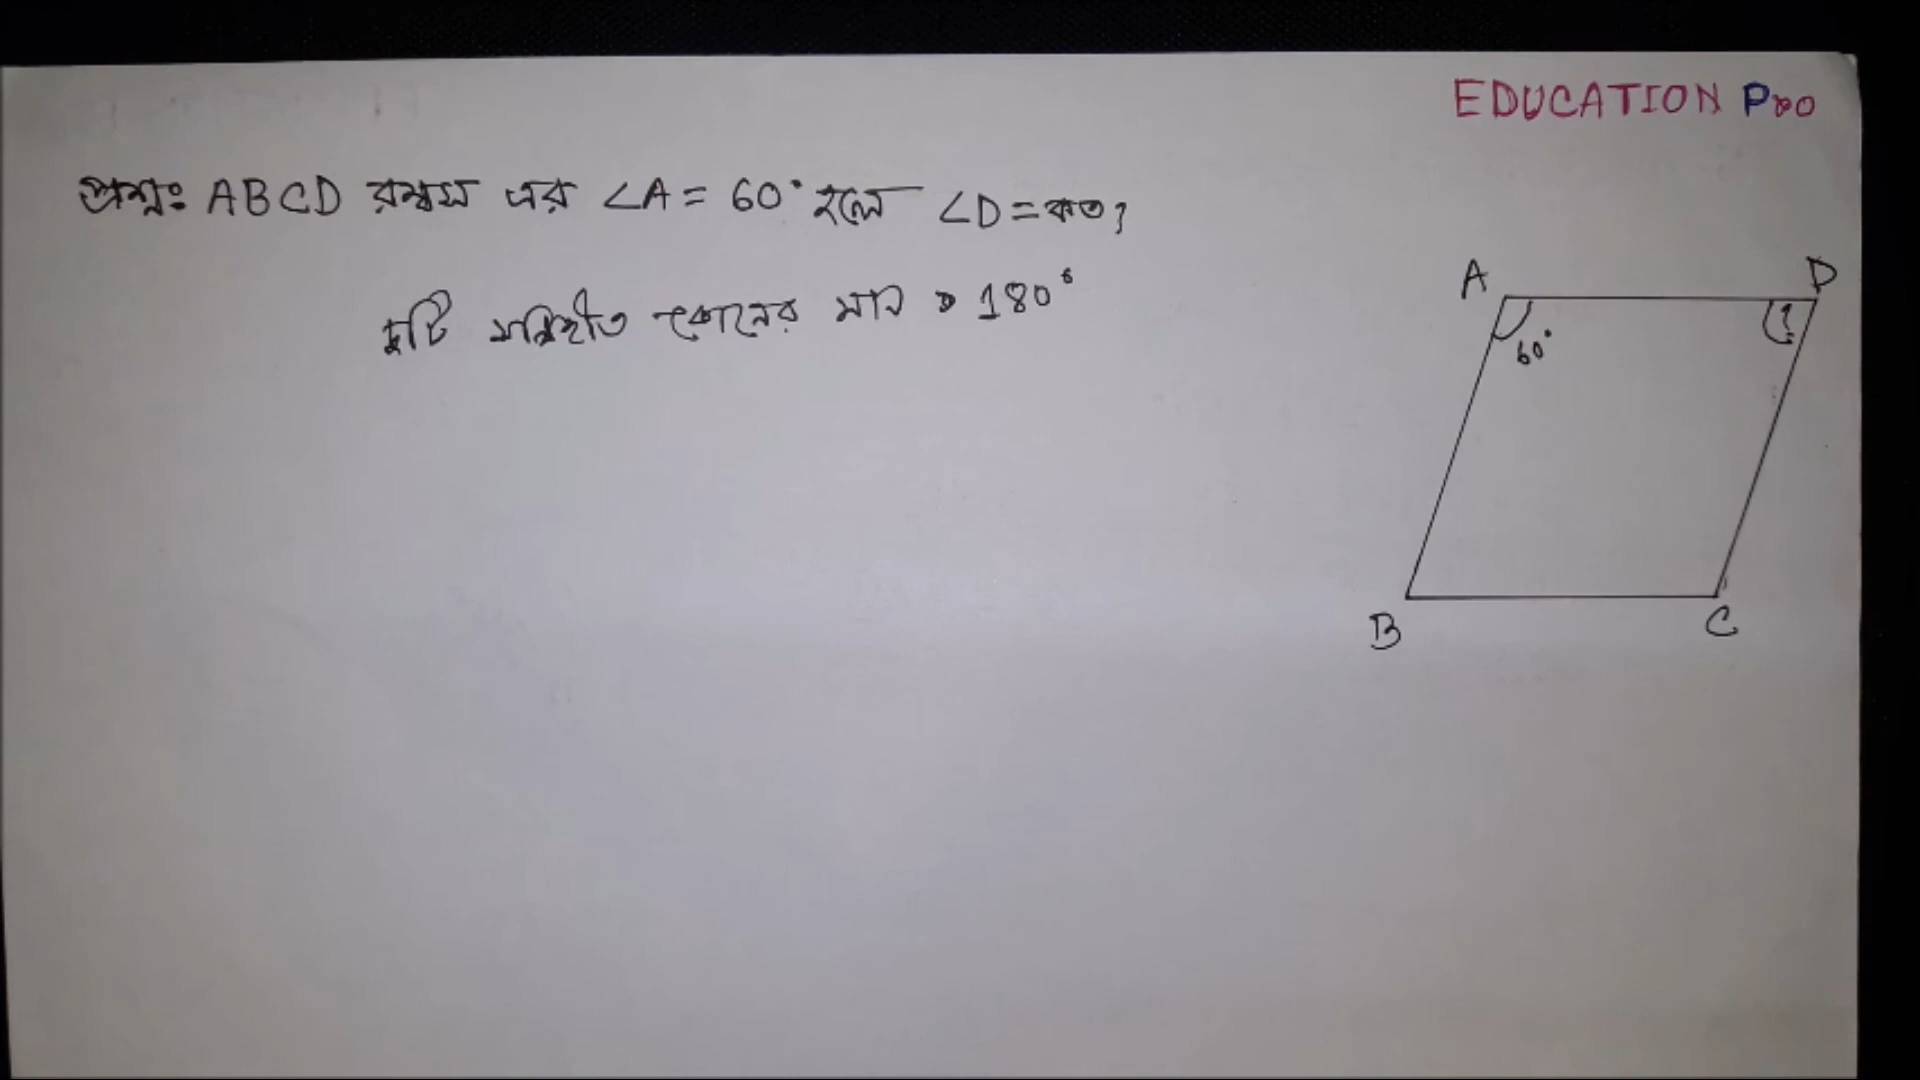 EDUCATION Pro
প্রশ্নঃ ABCD রম্বস এর ∠A = 60° হলে ∠D = কত?
দুটি সন্নিহীত কোনের মান 180°
A
D
60°
?
B
C